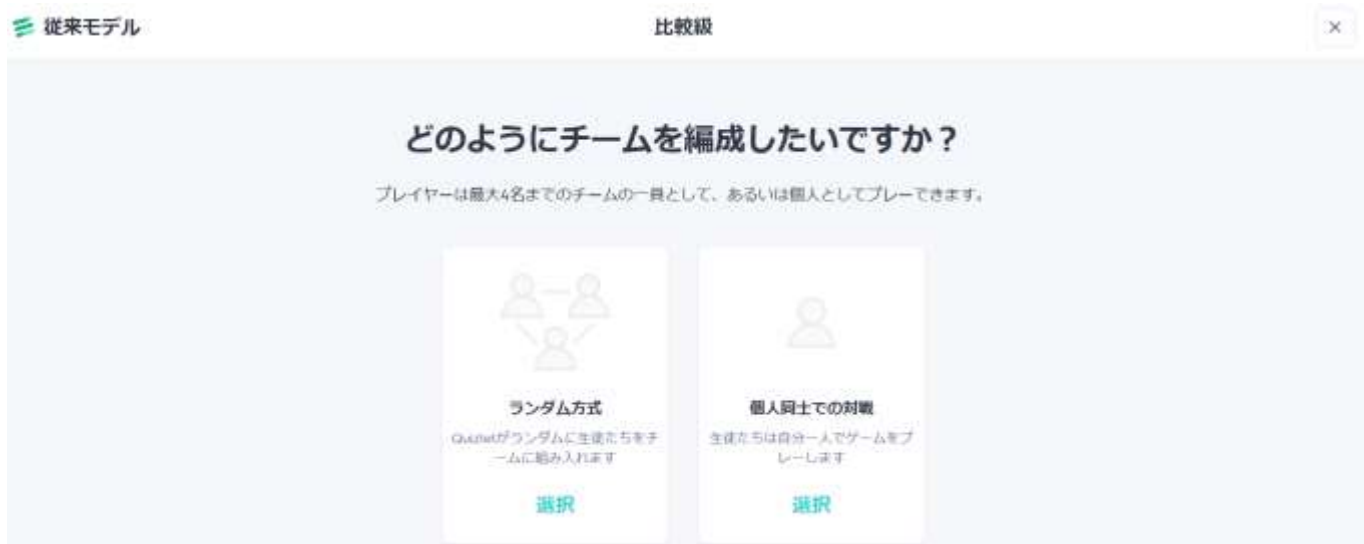 従来モデル
比較級
×
どのようにチームを編成したいですか？
プレイヤーは最大4名までのチームの一員として、あるいは個人としてプレーできます。
ランダム方式
Quizletがランダムに生徒たちをチ
ームに組み入れます
選択
個人同士での対戦
生徒たちは自分一人でゲームをプ
レーします
選択